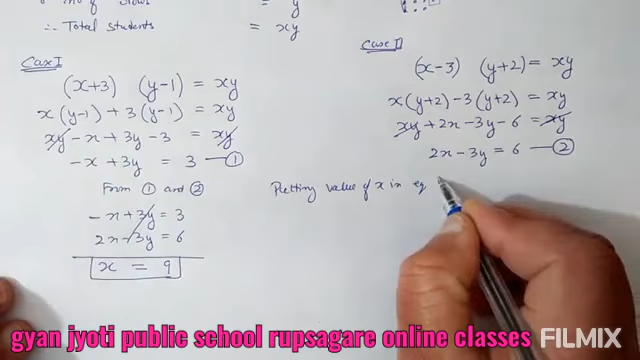 no of rows = y
∴ Total students = xy
Case I
(x+3) (y-1) = xy
x(y-1) + 3(y-1) = xy
xy - x + 3y - 3 = xy
-x + 3y = 3 — ①
From ① and ②
-x + 3y = 3
2x - 3y = 6
x = 9
Case II
(x-3) (y+2) = xy
x(y+2) - 3(y+2) = xy
xy + 2x - 3y - 6 = xy
2x - 3y = 6 — ②
Putting value of x in eq
gyan jyoti public school rupsagare online classes
FILMIX